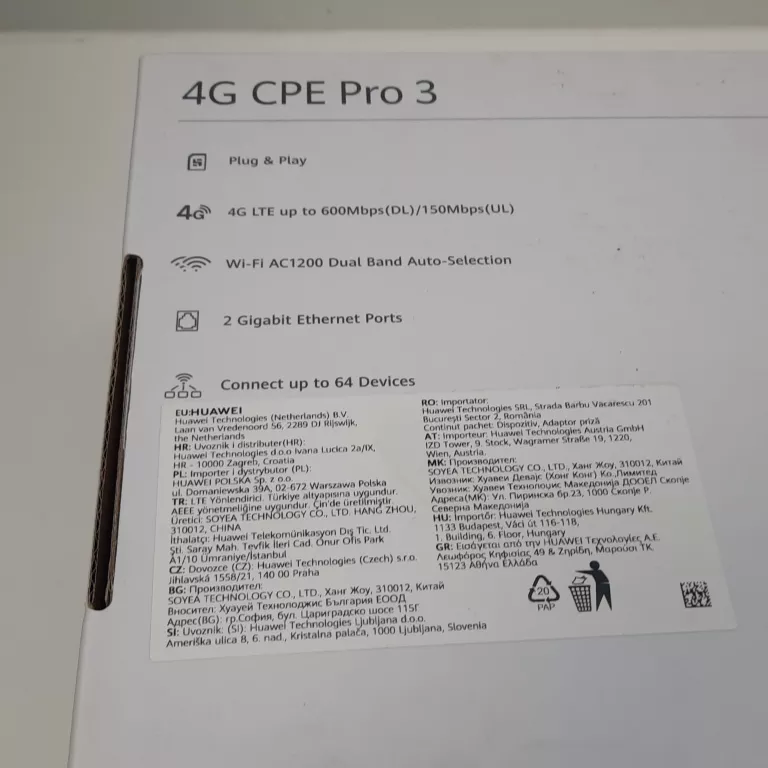 4G CPE Pro 3
Plug & Play
4G
4G LTE up to 600Mbps(DL)/150Mbps(UL)
Wi-Fi AC1200 Dual Band Auto-Selection
2 Gigabit Ethernet Ports
Connect up to 64 Devices
EU:HUAWEI
Huawei Technologies (Netherlands) B.V.
Laan van Vredenoord 56, 2289 DJ Rijswijk,
the Netherlands
HR: Uvoznik i distributer(HR):
Huawei Technologies d.o.o Ivana Lucica 2a/IX,
HR - 10000 Zagreb, Croatia
PL: Importer i dystrybutor (PL):
HUAWEI POLSKA Sp. z o.o.
ul. Domaniewska 39A, 02-672 Warszawa Polska
TR: LTE Yönlendirici. Türkiye altyapısına uygundur.
AEEE yönetmeliğine uygundur. Çin'de üretilmiştir.
Üretici: SOYEA TECHNOLOGY CO., LTD. HANG ZHOU,
310012, CHINA
İthalatçı: Huawei Telekomünikasyon Dış Tic. Ltd.
Şti. Saray Mah. Tevfik İleri Cad. Onur Ofis Park
A1/10 Umraniye/İstanbul
CZ: Dovozce (CZ): Huawei Technologies (Czech) s.r.o.
Jihlavská 1558/21, 140 00 Praha
BG: Производител:
SOYEA TECHNOLOGY CO., LTD., Ханг Жоу, 310012, Китай
Вносител: Хуауей Технолоджис България ЕООД
Адрес(BG): гр.София, бул. Цариградско шосе 115Г
SI: Uvoznik: (SI): Huawei Technologies Ljubljana d.o.o.
Ameriška ulica 8, 6. nad., Kristalna palača, 1000 Ljubljana, Slovenia
RO: Importator:
Huawei Technologies SRL, Strada Barbu Vacarescu 201
Bucuresti Sector 2, România
Continut pachet: Dispozitiv, Adaptor priză
AT: Importeur: Huawei Technologies Austria GmbH
IZD Tower, 9. Stock, Wagramer Straße 19, 1220,
Wien, Austria.
MK: Производител:
SOYEA TECHNOLOGY CO., LTD., Ханг Жоу, 310012, Китај
Извозник: Хуавеи Девајс (Хонг Конг) Ко.,Лимитед
Увозник: Хуавеи Технолоџис Македонија ДООЕЛ Скопје
Адреса(MK): Ул. Пиринска бр.23, 1000 Скопје Р.
Северна Македонија
HU: Importőr: Huawei Technologies Hungary Kft.
1133 Budapest, Váci út 116-118,
1. Building, 6. Floor, Hungary
GR: Εισάγεται από την HUAWEI Τεχνολογίες Α.Ε.
Λεωφόρος Κηφισίας 49 & Ζηρίδη, Μαρούσι ΤΚ.
15123 Αθήνα Ελλάδα
20
PAP